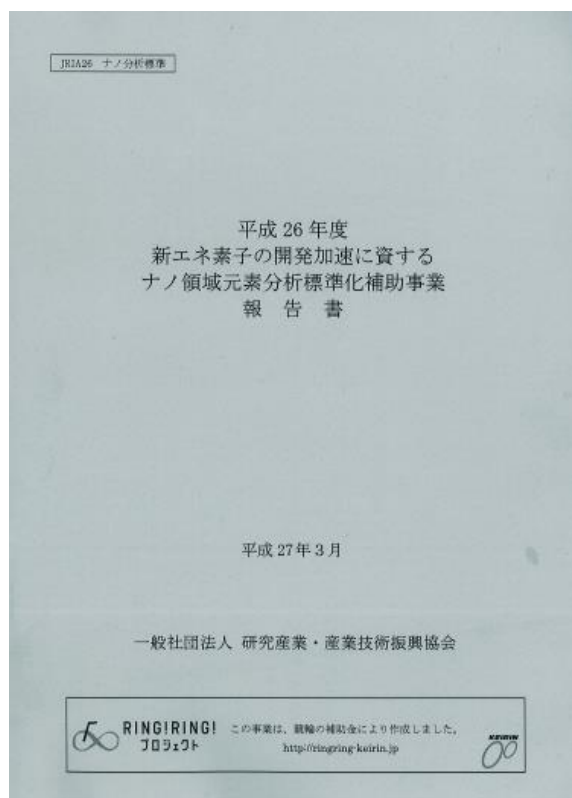 JRIA26 ナノ分析標準
平成 26 年度
新エネ素子の開発加速に資する
ナノ領域元素分析標準化補助事業
報 告 書
平成 27 年 3 月
一般社団法人 研究産業・産業技術振興協会
RING!RING!
プロジェクト
この事業は、競輪の補助金により作成しました。
http://ringring-keirin.jp
KEIRIN